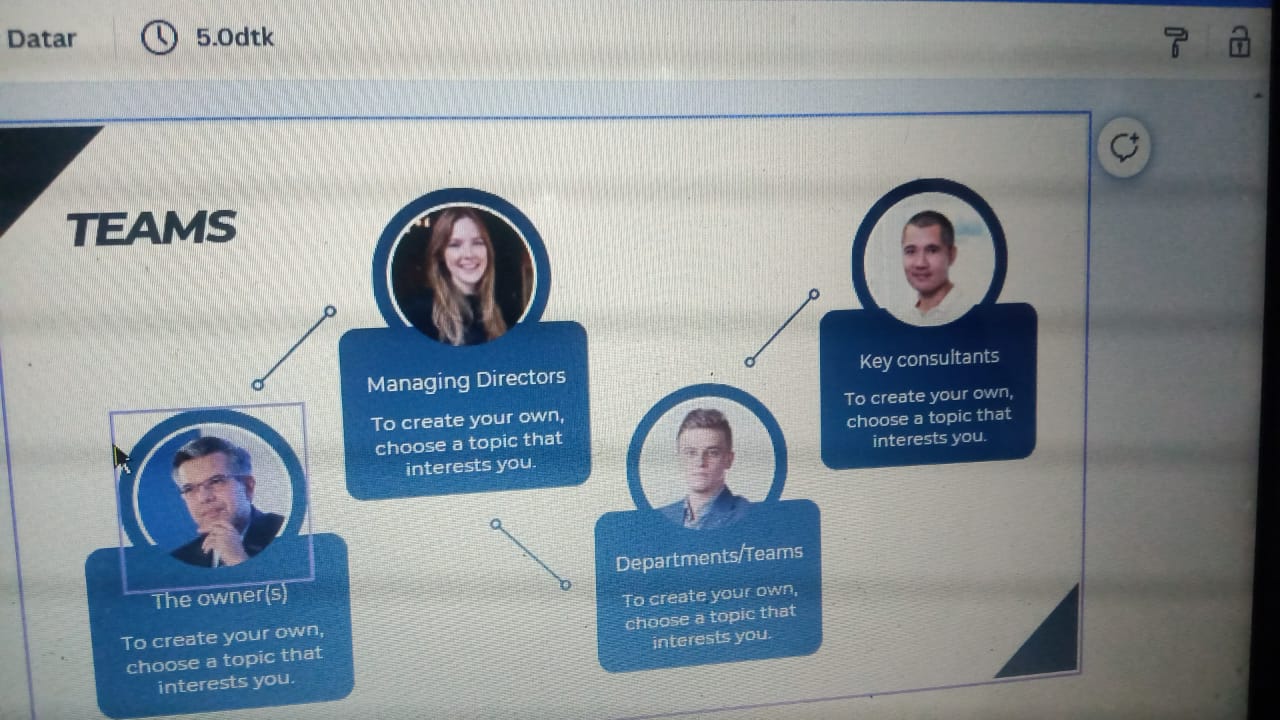 Datar
5.0dtk
TEAMS
Managing Directors
To create your own,
choose a topic that
interests you.
Key consultants
To create your own,
choose a topic that
interests you.
The owner(s)
To create your own,
choose a topic that
interests you.
Departments/Teams
To create your own,
choose a topic that
interests you.